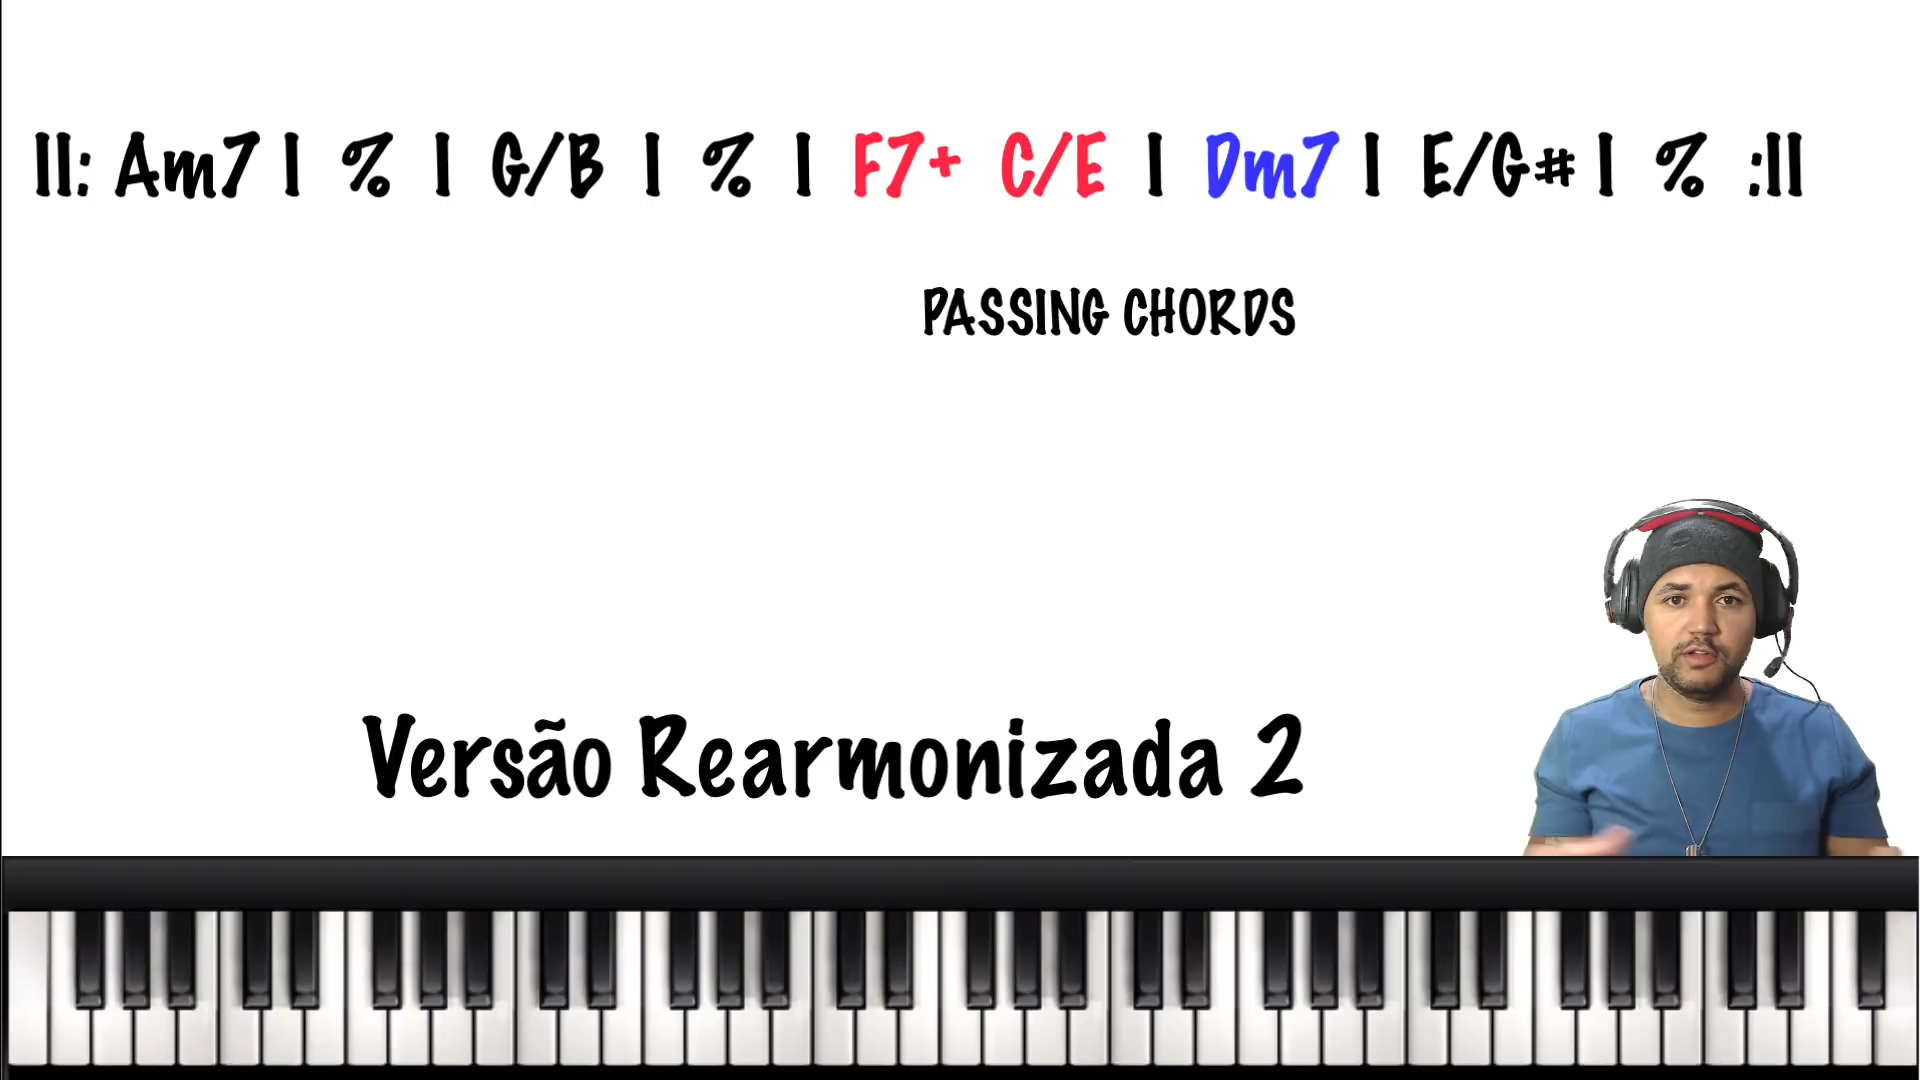 II: Am7 I % I G/B I % I F7+ C/E I Dm7 I E/G# I % :II
PASSING CHORDS
Versão Rearmonizada 2